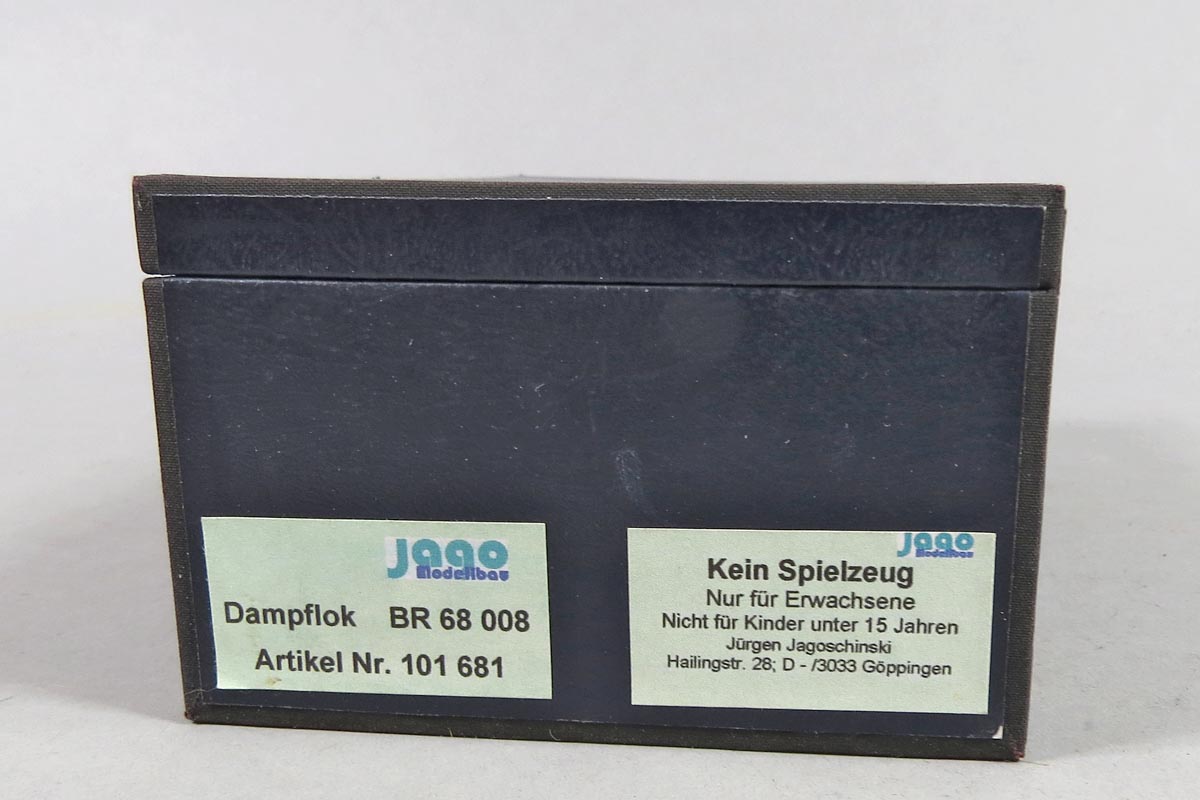 Jago
Modellbau
Dampflok BR 68 008
Artikel Nr. 101 681
Jago
Modellbau
Kein Spielzeug
Nur für Erwachsene
Nicht für Kinder unter 15 Jahren
Jürgen Jagoschinski
Hailingstr. 28; D - /3033 Göppingen